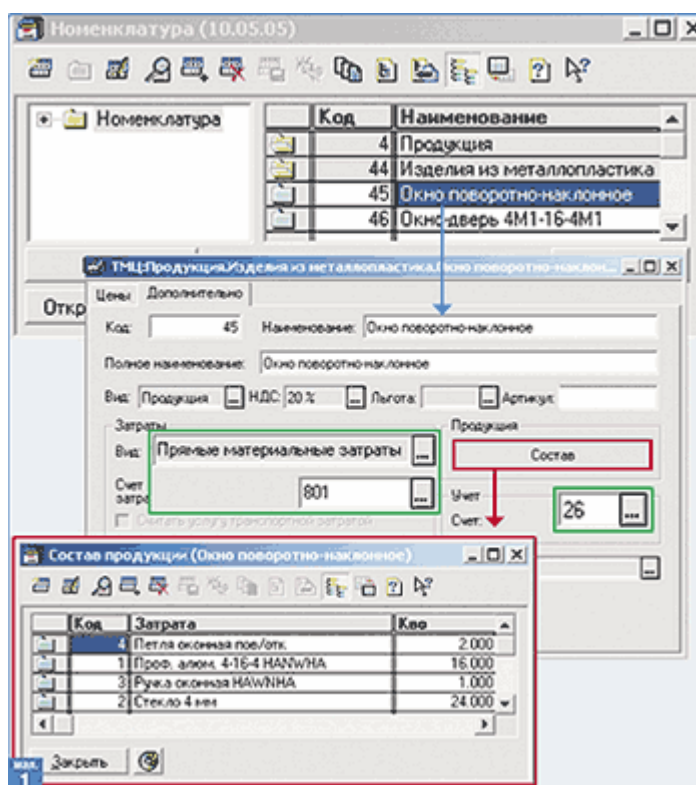 Номенклатура (10.05.05)
Номенклатура
Код Наименование
4 Продукция
44 Изделия из металлопластика
45 Окно поворотно-наклонное
46 Окно-дверь 4М1-16-4М1
ТМЦ:Продукция.Изделия из металлопластика.Окно поворотно-наклон...
Откр
Цены Дополнительно
Код: 45 Наименование: Окно поворотно-наклонное
Полное наименование: Окно поворотно-наклонное
Вид: Продукция ... НДС: 20 % ... Льгота: ... Артикул:
Затраты Продукция
Вид: Прямые материальные затраты ... Состав
Счет затрат 801 ... Учет
Счет: 26 ...
Считать услугу транспортной затратой
Состав продукции (Окно поворотно-наклонное)
Код Затрата Кво
4 Петля оконная пов/отк. 2.000
1 Проф. алюм. 4-16-4 HANWHA 16.000
3 Ручка оконная HAWNHA 1.000
2 Стекло 4 мм 24.000
Закрыть
мал.
1